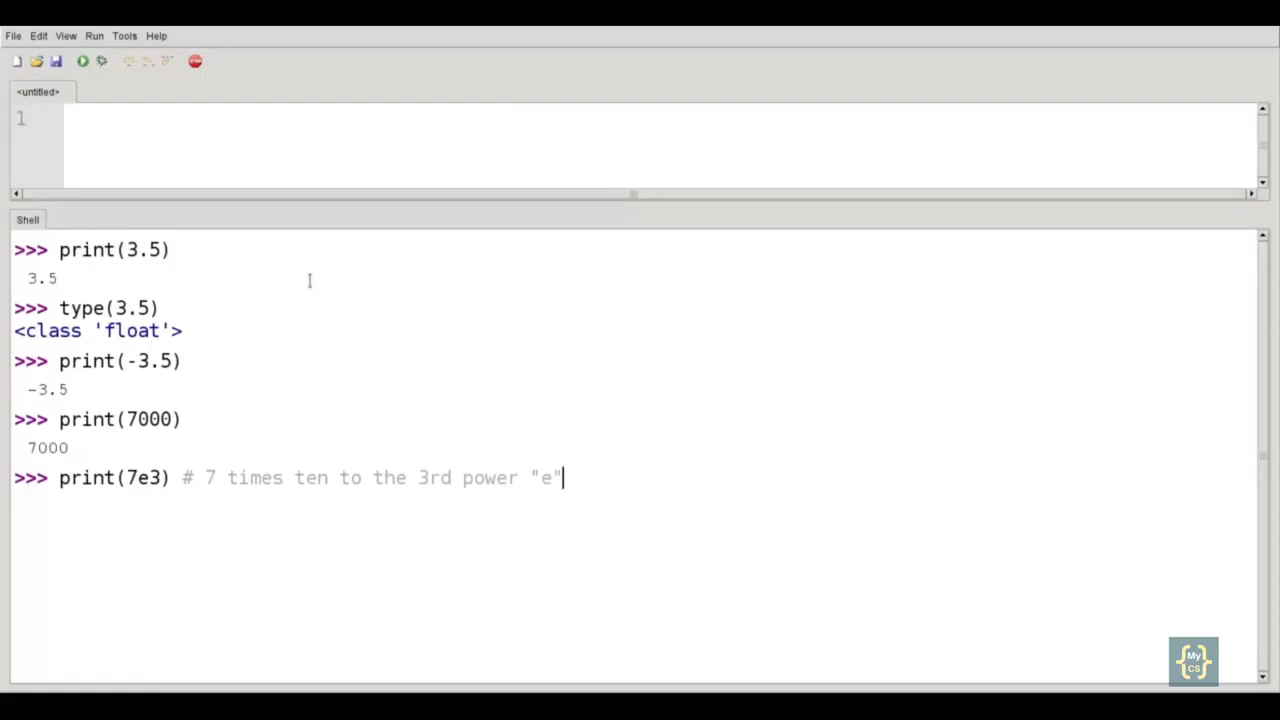 File Edit View Run Tools Help
STOP
<untitled>
1
Shell
>>> print(3.5)
3.5
>>> type(3.5)
<class 'float'>
>>> print(-3.5)
-3.5
>>> print(7000)
7000
>>> print(7e3) # 7 times ten to the 3rd power "e"
{My}
{CS}